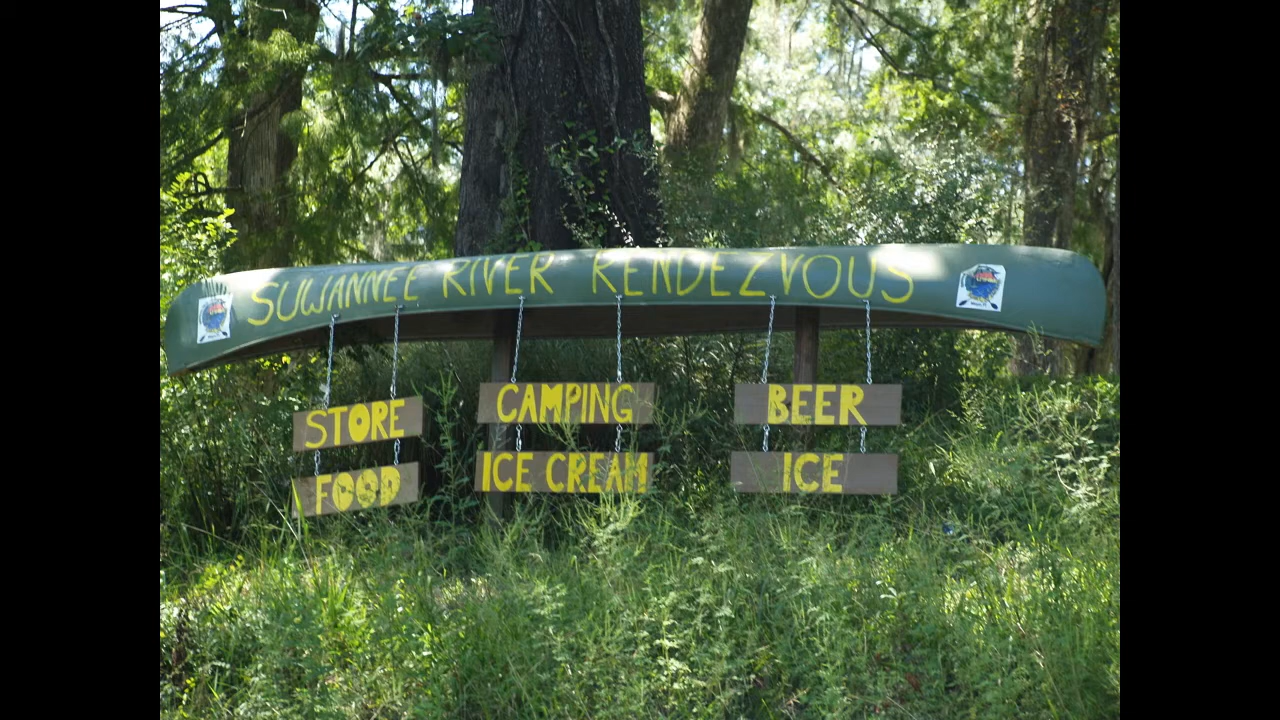 SUWANNEE RIVER RENDEZVOUS
STORE
FOOD
CAMPING
ICE CREAM
BEER
ICE